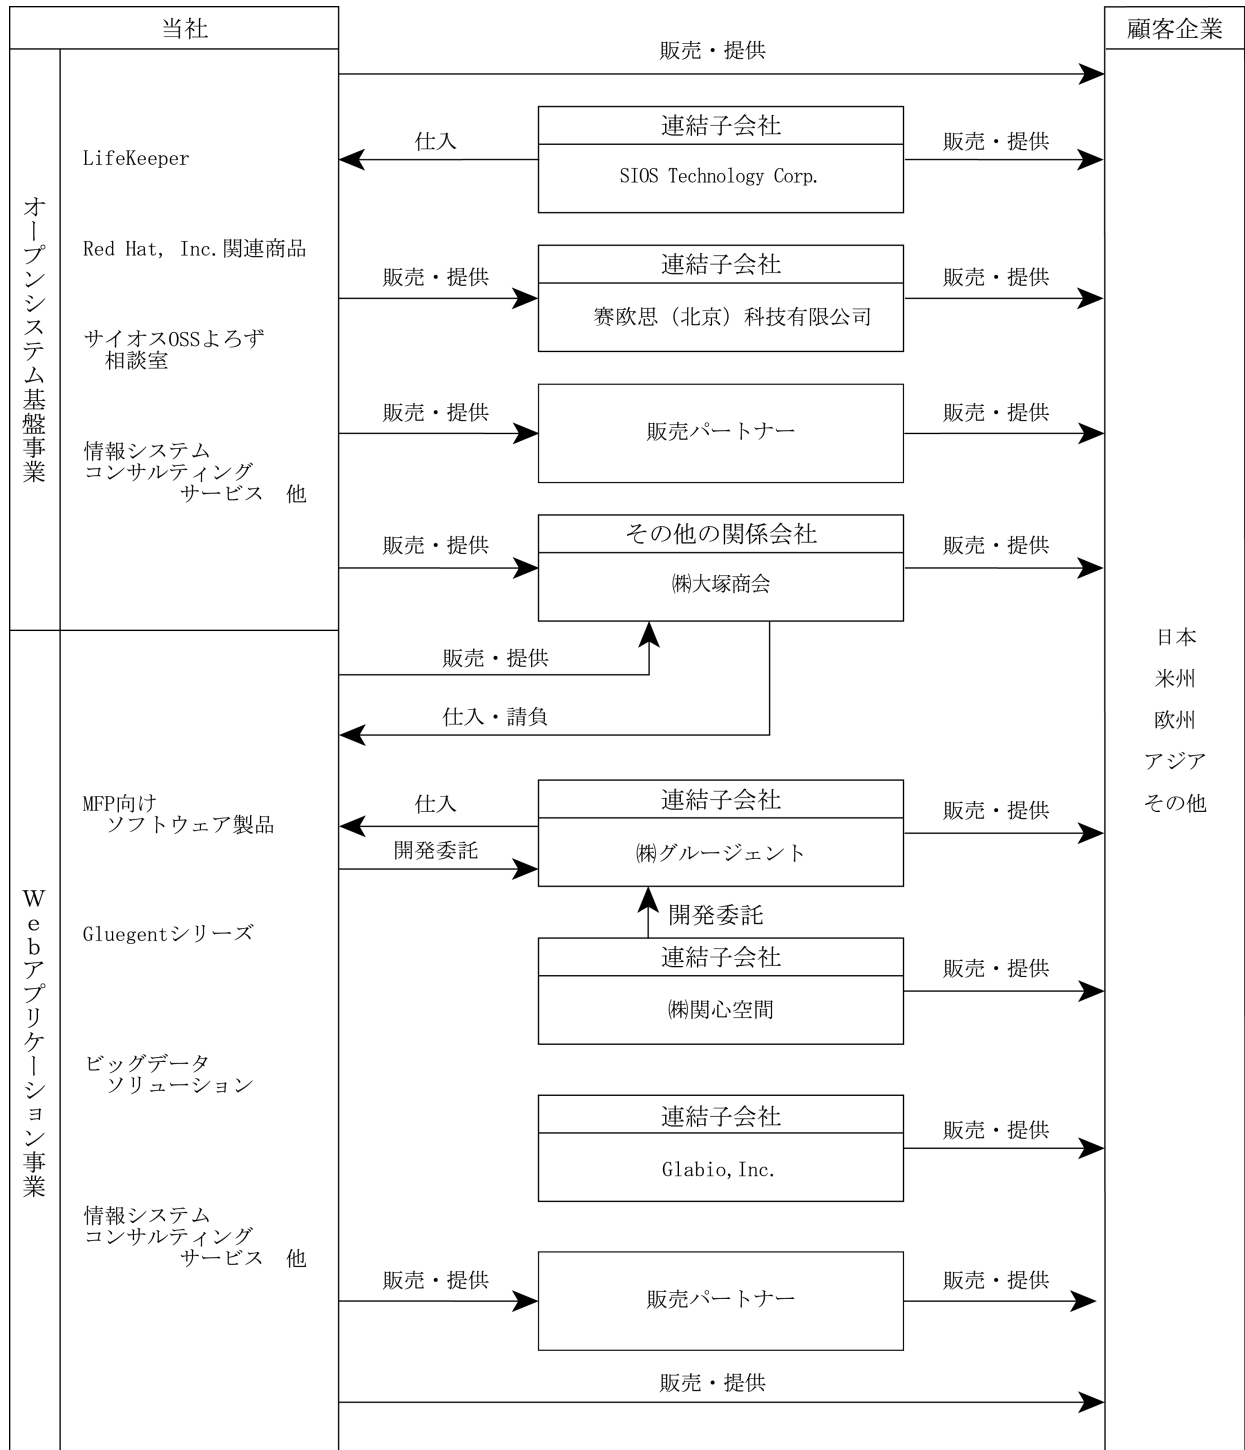 当社
顧客企業
オープンシステム基盤事業
LifeKeeper
Red Hat, Inc.関連商品
サイオスOSSよろず
相談室
情報システム
コンサルティング
サービス 他
販売・提供
仕入
連結子会社
SIOS Technology Corp.
販売・提供
販売・提供
連結子会社
赛欧思(北京)科技有限公司
販売・提供
販売・提供
販売パートナー
販売・提供
販売・提供
その他の関係会社
㈱大塚商会
販売・提供
販売・提供
仕入・請負
Webアプリケーション事業
MFP向け
ソフトウェア製品
Gluegentシリーズ
ビッグデータ
ソリューション
情報システム
コンサルティング
サービス 他
仕入
開発委託
連結子会社
㈱グルージェント
販売・提供
開発委託
連結子会社
㈱関心空間
販売・提供
連結子会社
Glabio,Inc.
販売・提供
販売・提供
販売パートナー
販売・提供
販売・提供
日本
米州
欧州
アジア
その他